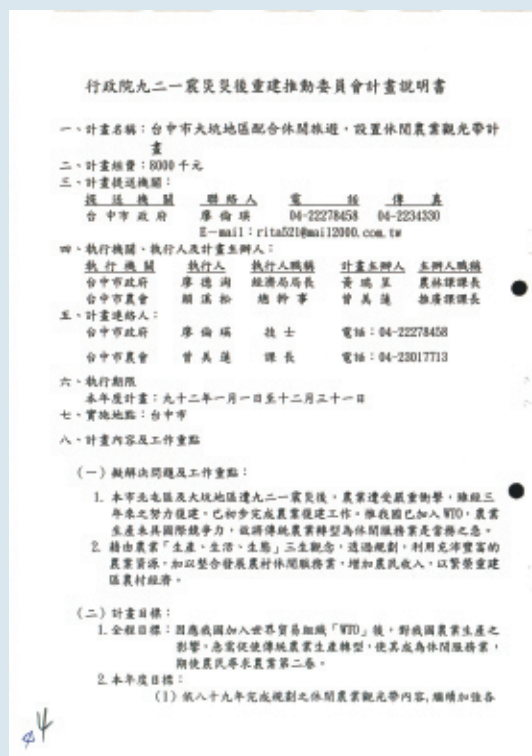 行政院九二一震災災後重建推動委員會計畫說明書
一、計畫名稱：台中市大坑地區配合休閒旅遊，設置休閒農業觀光帶計
畫
二、計畫經費：8000千元
三、計畫提送機關：
提 送 機 關 聯 絡 人 電 話 傳 真
台 中 市 政 府 廖 倫 瑛 04-22278458 04-2234330
E-mail：rita521@mail2000.com.tw
四、執行機關、執行人及計畫主辦人：
執 行 機 關 執行人 執行人職稱 計畫主辦人 主辦人職稱
台中市政府 廖 德 淘 經濟局局長 黃 瑞 呈 農林課課長
台中市農會 賴 溪 松 總 幹 事 曾 美 蓮 推廣課課長
五、計畫連絡人：
台中市政府 廖 倫 瑛 技 士 電話：04-22278458
台中市農會 曾 美 蓮 課 長 電話：04-23017713
六、執行期限
本年度計畫：九十二年一月一日至十二月三十一日
七、實施地點：台中市
八、計畫內容及工作重點
（一）擬解決問題及工作重點：
1. 本市北屯區及大坑地區遭九二一震災後，農業遭受嚴重衝擊，雖經三
年來之努力復建，已初步完成農業復建工作。惟我國已加入WTO，農業
生產未具國際競爭力，故將傳統農業轉型為休閒服務業是當務之急。
2. 藉由農業「生產、生活、生態」三生觀念，透過規劃，利用充沛豐富的
農業資源，加以整合發展農村休閒服務業，增加農民收入，以繁榮重建
區農村經濟。
（二）計畫目標：
1.全程目標：因應我國加入世界貿易組織「WTO」後，對我國農業生產之
影響，急需促使傳統農業生產轉型，使其成為休閒服務業，
期使農民尋求農業第二春。
2.本年度目標：
（1）依八十九年完成規劃之休閒農業觀光帶內容，繼續加強各